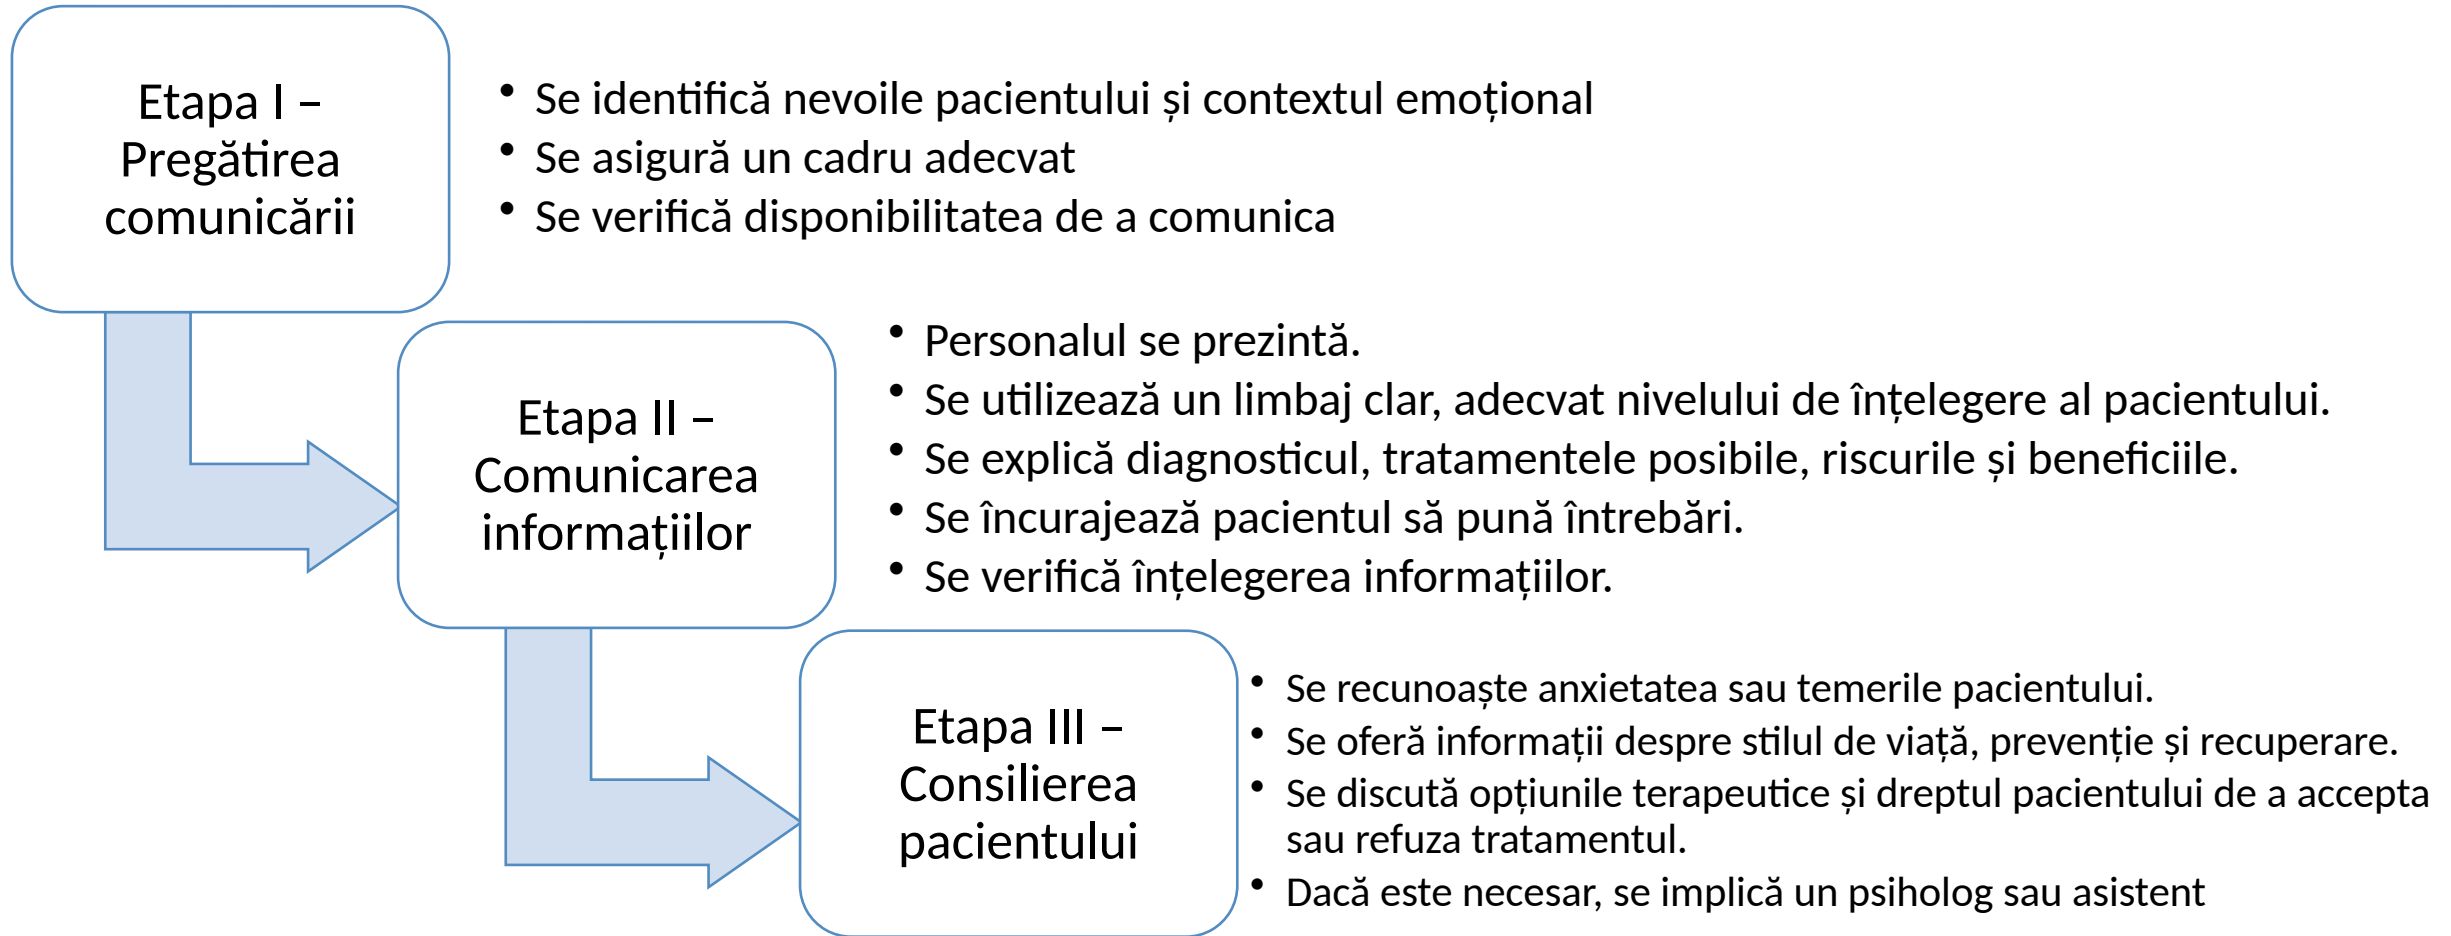 Etapa I –
Pregătirea
comunicării
• Se identifică nevoile pacientului și contextul emoțional
• Se asigură un cadru adecvat
• Se verifică disponibilitatea de a comunica
Etapa II –
Comunicarea
informațiilor
• Personalul se prezintă.
• Se utilizează un limbaj clar, adecvat nivelului de înțelegere al pacientului.
• Se explică diagnosticul, tratamentele posibile, riscurile și beneficiile.
• Se încurajează pacientul să pună întrebări.
• Se verifică înțelegerea informațiilor.
Etapa III –
Consilierea
pacientului
• Se recunoaște anxietatea sau temerile pacientului.
• Se oferă informații despre stilul de viață, prevenție și recuperare.
• Se discută opțiunile terapeutice și dreptul pacientului de a accepta
sau refuza tratamentul.
• Dacă este necesar, se implică un psiholog sau asistent